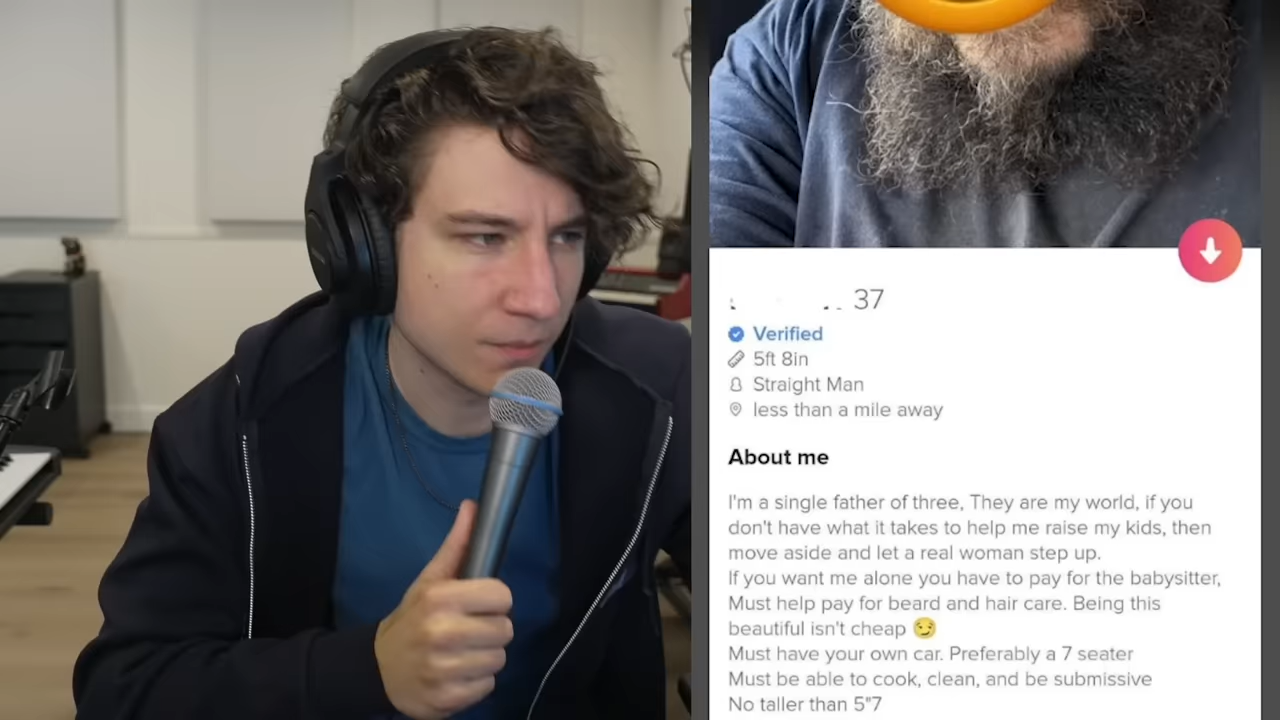 37
Verified
5ft 8in
Straight Man
less than a mile away
About me
I'm a single father of three, They are my world, if you
don't have what it takes to help me raise my kids, then
move aside and let a real woman step up.
If you want me alone you have to pay for the babysitter,
Must help pay for beard and hair care. Being this
beautiful isn't cheap 😏
Must have your own car. Preferably a 7 seater
Must be able to cook, clean, and be submissive
No taller than 5"7